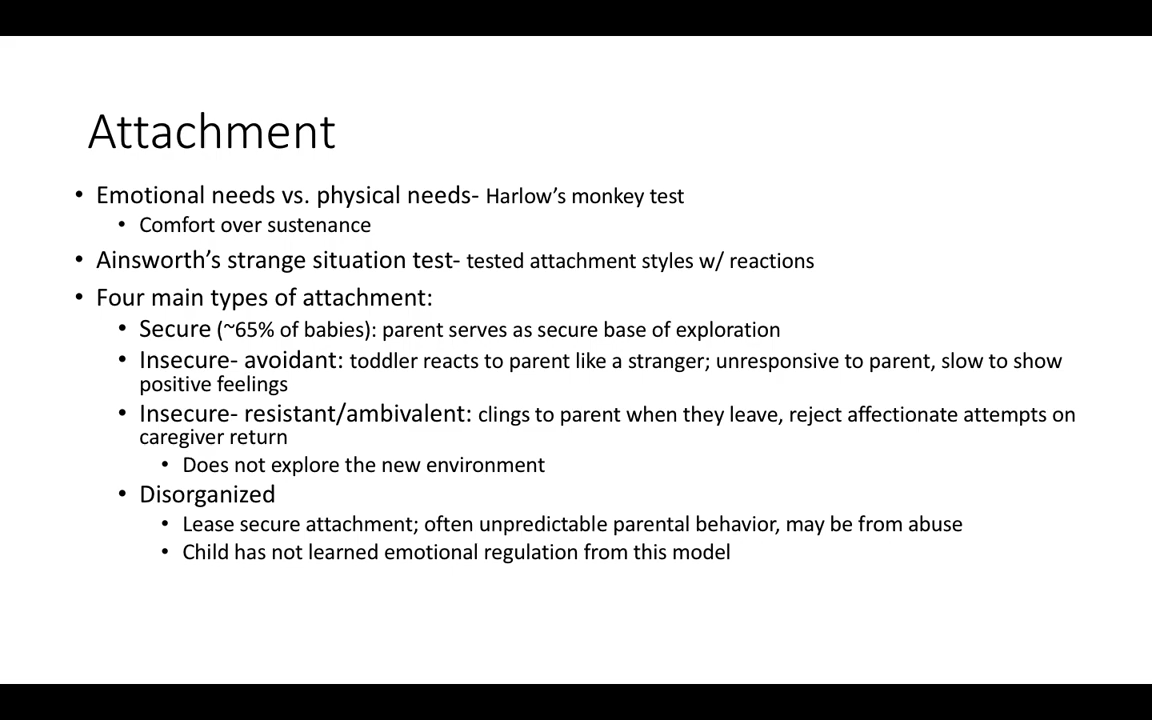 Attachment
• Emotional needs vs. physical needs- Harlow’s monkey test
• Comfort over sustenance
• Ainsworth’s strange situation test- tested attachment styles w/ reactions
• Four main types of attachment:
• Secure (~65% of babies): parent serves as secure base of exploration
• Insecure- avoidant: toddler reacts to parent like a stranger; unresponsive to parent, slow to show
positive feelings
• Insecure- resistant/ambivalent: clings to parent when they leave, reject affectionate attempts on
caregiver return
• Does not explore the new environment
• Disorganized
• Lease secure attachment; often unpredictable parental behavior, may be from abuse
• Child has not learned emotional regulation from this model